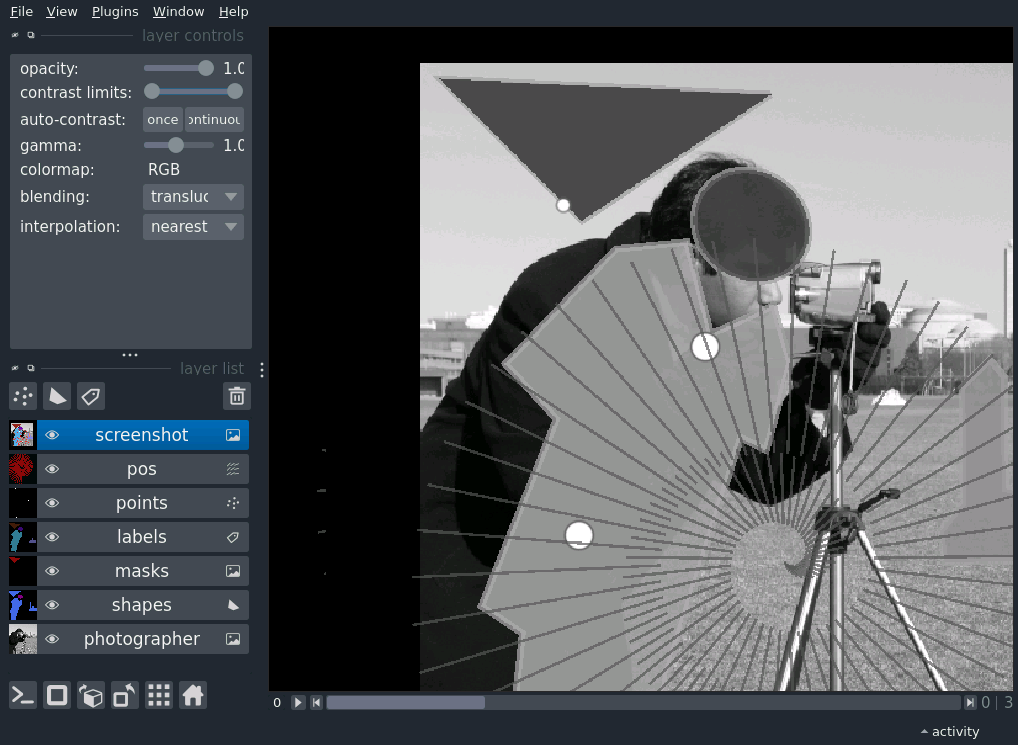 File View Plugins Window Help
layer controls
opacity: 1.0
contrast limits:
auto-contrast: once ontinuou
gamma: 1.0
colormap: RGB
blending: transluc
interpolation: nearest
layer list
screenshot
pos
points
labels
masks
shapes
photographer
0 0 | 3
activity